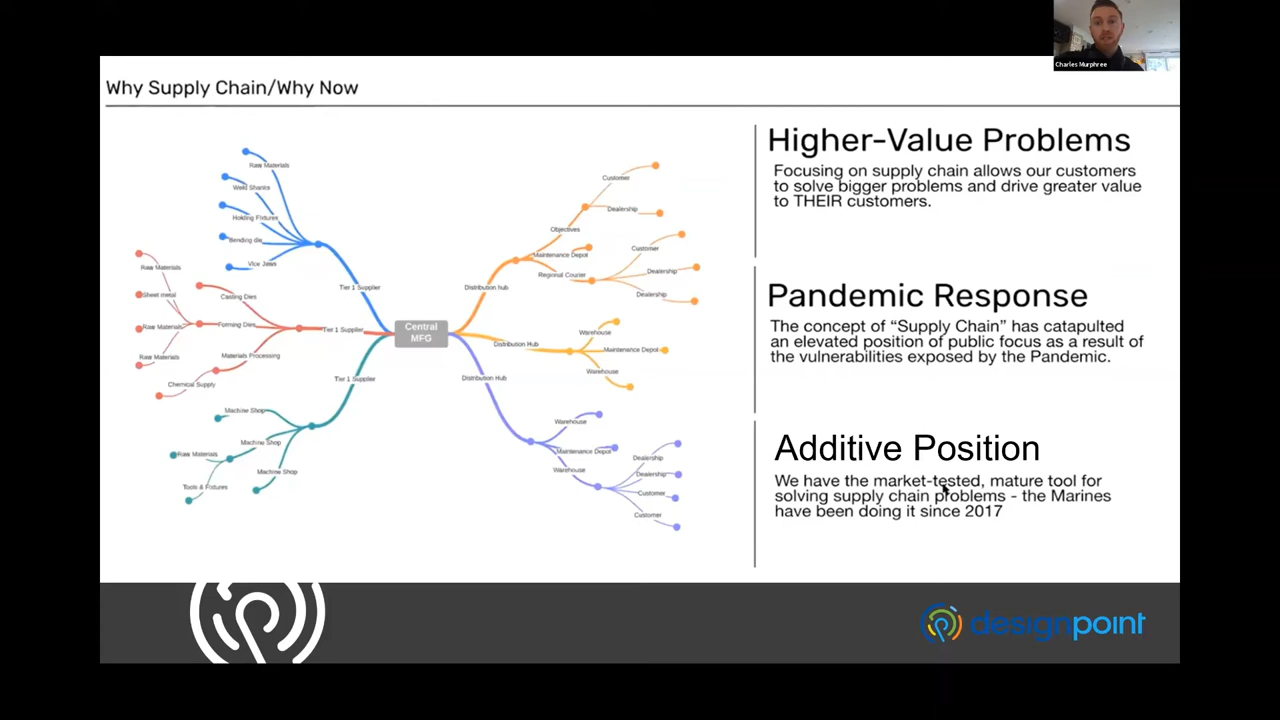 Charles Murphree
Why Supply Chain/Why Now
Raw Materials
Weld Shanks
Holding Fixtures
Bending die
Vice Jaws
Tier 1 Supplier
Raw Materials
Sheet metal
Raw Materials
Raw Materials
Chemical Supply
Casting Dies
Forming Dies
Materials Processing
Tier 1 Supplier
Tier 1 Supplier
Machine Shop
Machine Shop
Raw Materials
Machine Shop
Tools & Fixtures
Central
MFG
Distribution hub
Objectives
Customer
Dealership
Maintenance Depot
Regional Courier
Customer
Dealership
Dealership
Distribution Hub
Warehouse
Maintenance Depot
Warehouse
Distribution Hub
Warehouse
Maintenance Depot
Warehouse
Dealership
Dealership
Customer
Customer
Higher-Value Problems
Focusing on supply chain allows our customers
to solve bigger problems and drive greater value
to THEIR customers.
Pandemic Response
The concept of “Supply Chain” has catapulted
an elevated position of public focus as a result of
the vulnerabilities exposed by the Pandemic.
Additive Position
We have the market-tested, mature tool for
solving supply chain problems - the Marines
have been doing it since 2017
designpoint